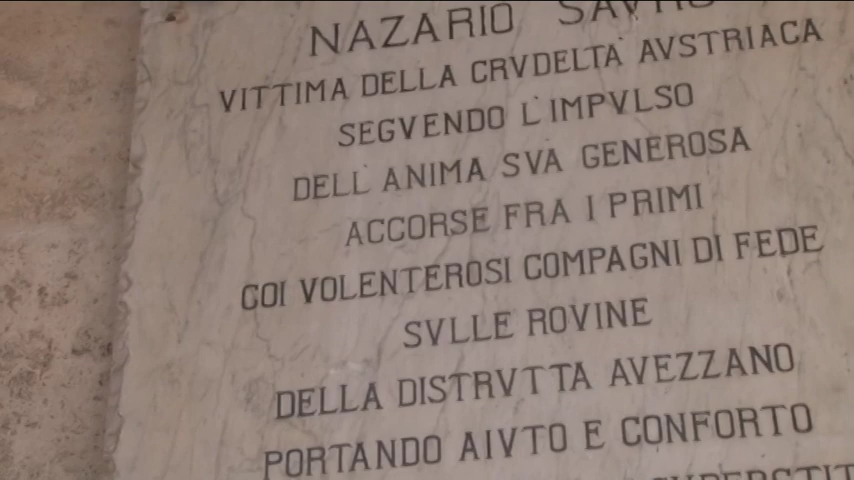 NAZARIO SAVRO
VITTIMA DELLA CRVDELTÀ AVSTRIACA
SEGVENDO L'IMPVLSO
DELL'ANIMA SVA GENEROSA
ACCORSE FRA I PRIMI
COI VOLENTEROSI COMPAGNI DI FEDE
SVLLE ROVINE
DELLA DISTRVTTA AVEZZANO
PORTANDO AIVTO E CONFORTO